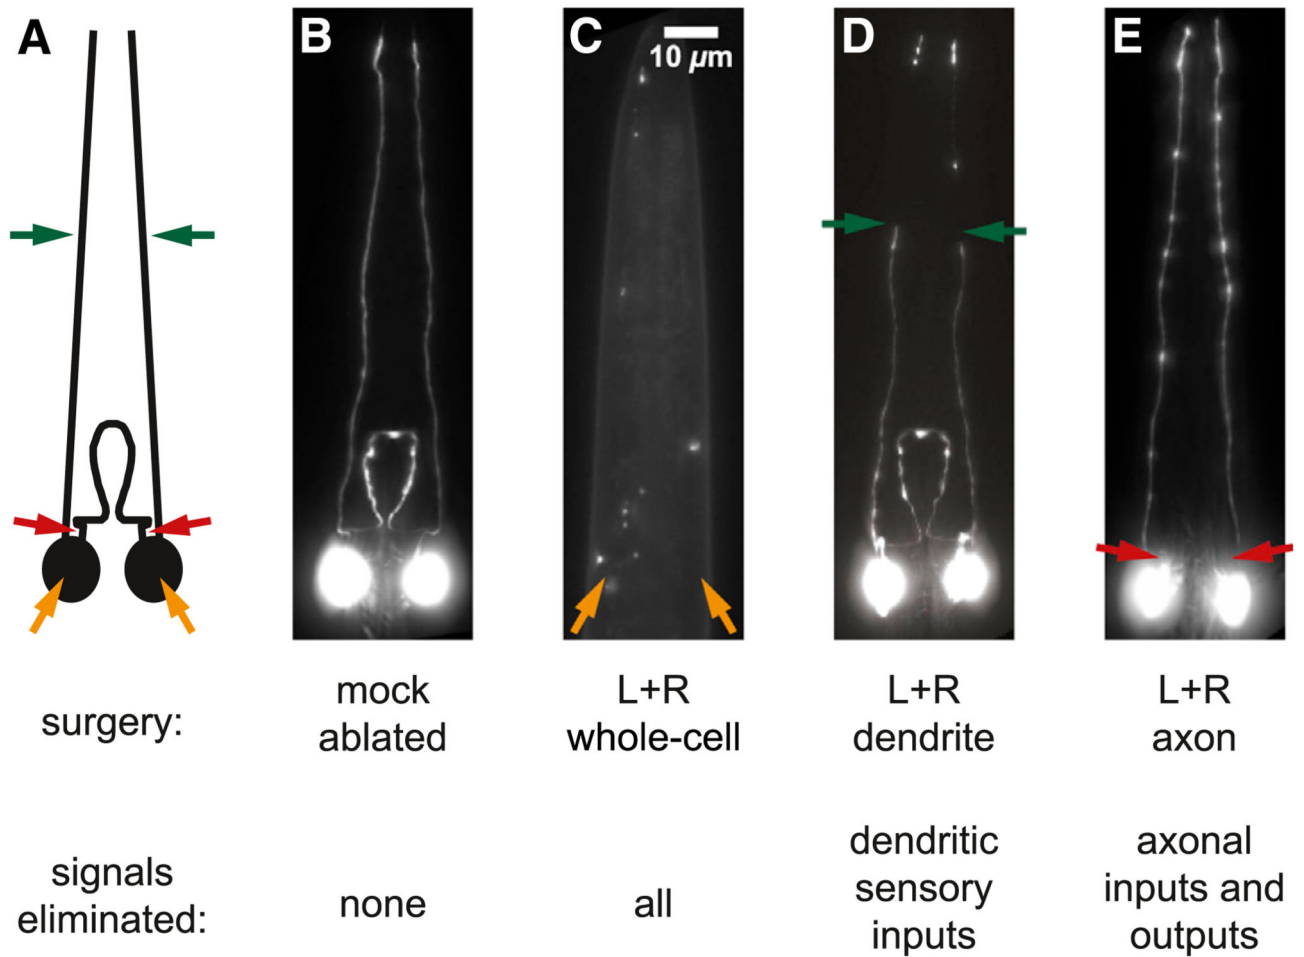 A
B
C
D
E
10 µm
surgery:
mock
ablated
L+R
whole-cell
L+R
dendrite
L+R
axon
signals
eliminated:
none
all
dendritic
sensory
inputs
axonal
inputs and
outputs